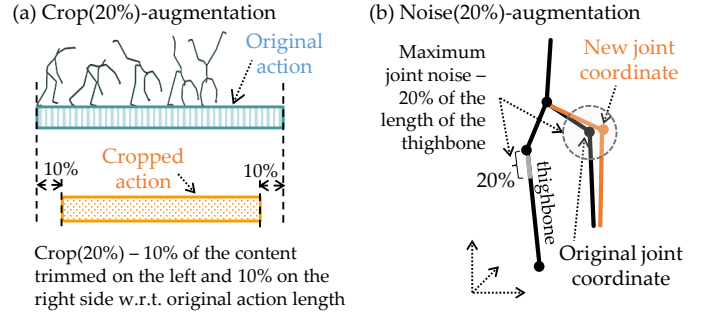 (a) Crop(20%)-augmentation
Original
action
10%
Cropped
action
10%
Crop(20%) – 10% of the content
trimmed on the left and 10% on the
right side w.r.t. original action length
(b) Noise(20%)-augmentation
Maximum
joint noise –
20% of the
length of the
thighbone
New joint
coordinate
20%
thighbone
Original joint
coordinate